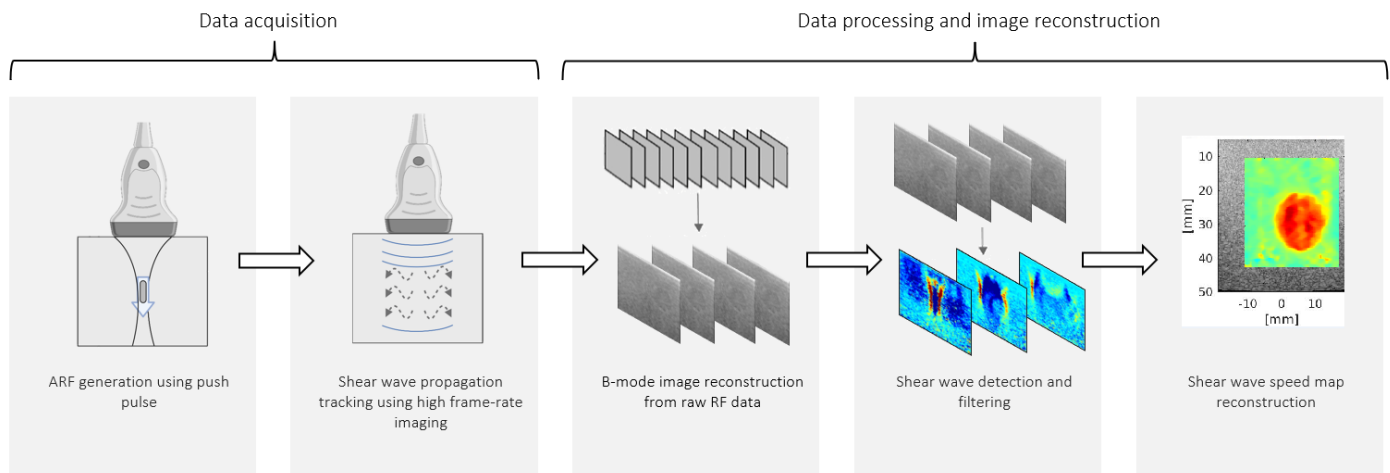 Data acquisition
Data processing and image reconstruction
ARF generation using push
pulse
Shear wave propagation
tracking using high frame-rate
imaging
B-mode image reconstruction
from raw RF data
Shear wave detection and
filtering
10
20
30
40
50
[mm]
-10 0 10
[mm]
Shear wave speed map
reconstruction